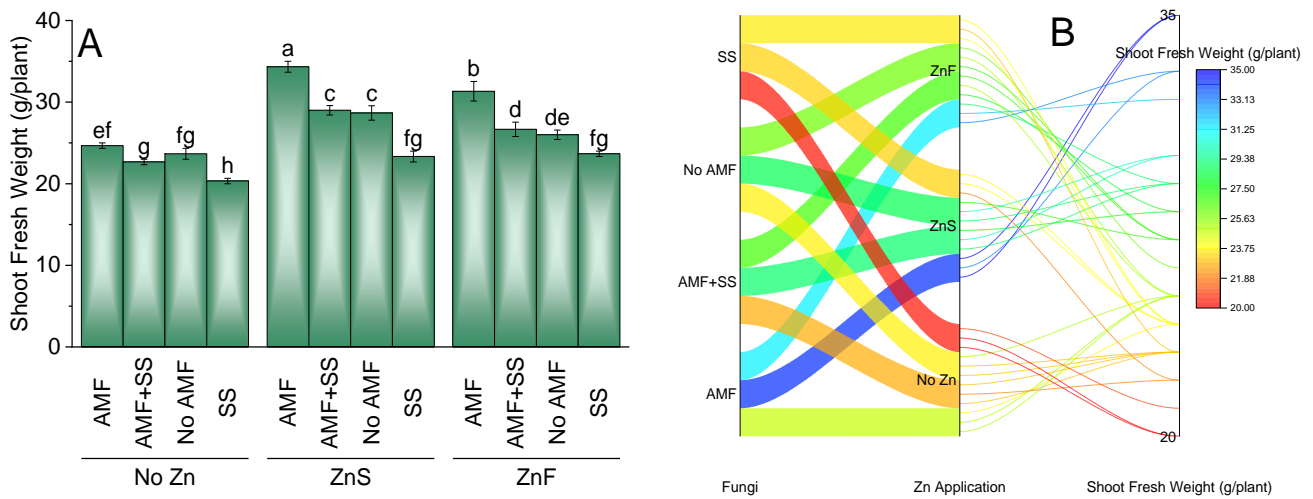 A
Shoot Fresh Weight (g/plant)
40
30
20
10
0
ef
g
fg
h
a
c
c
fg
b
d
de
fg
AMF
AMF+SS
No AMF
SS
AMF
AMF+SS
No AMF
SS
AMF
AMF+SS
No AMF
SS
No Zn
ZnS
ZnF
B
SS
No AMF
AMF+SS
AMF
ZnF
ZnS
No Zn
35
20
Fungi
Zn Application
Shoot Fresh Weight (g/plant)
Shoot Fresh Weight (g/plant)
35.00
33.13
31.25
29.38
27.50
25.63
23.75
21.88
20.00